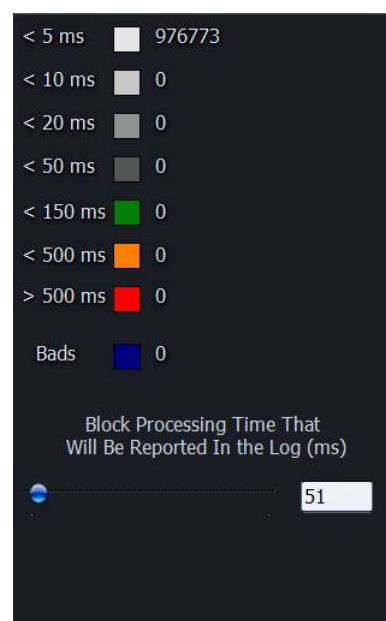 < 5 ms 976773
< 10 ms 0
< 20 ms 0
< 50 ms 0
< 150 ms 0
< 500 ms 0
> 500 ms 0
Bads 0
Block Processing Time That
Will Be Reported In the Log (ms)
51